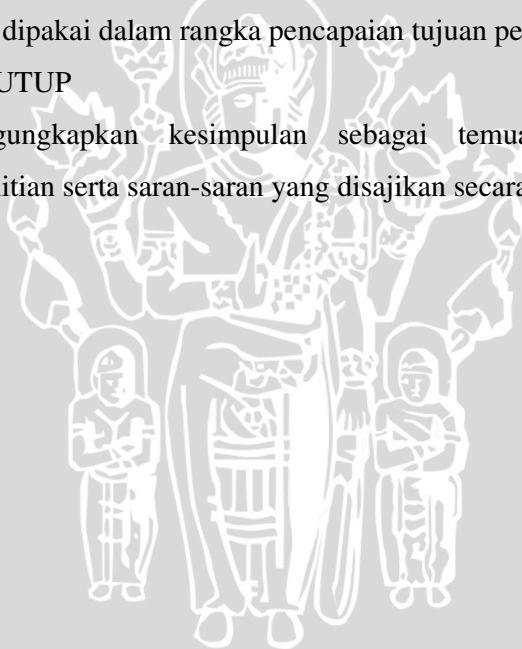 dipakai dalam rangka pencapaian tujuan pe
UTUP
gungkapkan kesimpulan sebagai temua
itian serta saran-saran yang disajikan secara